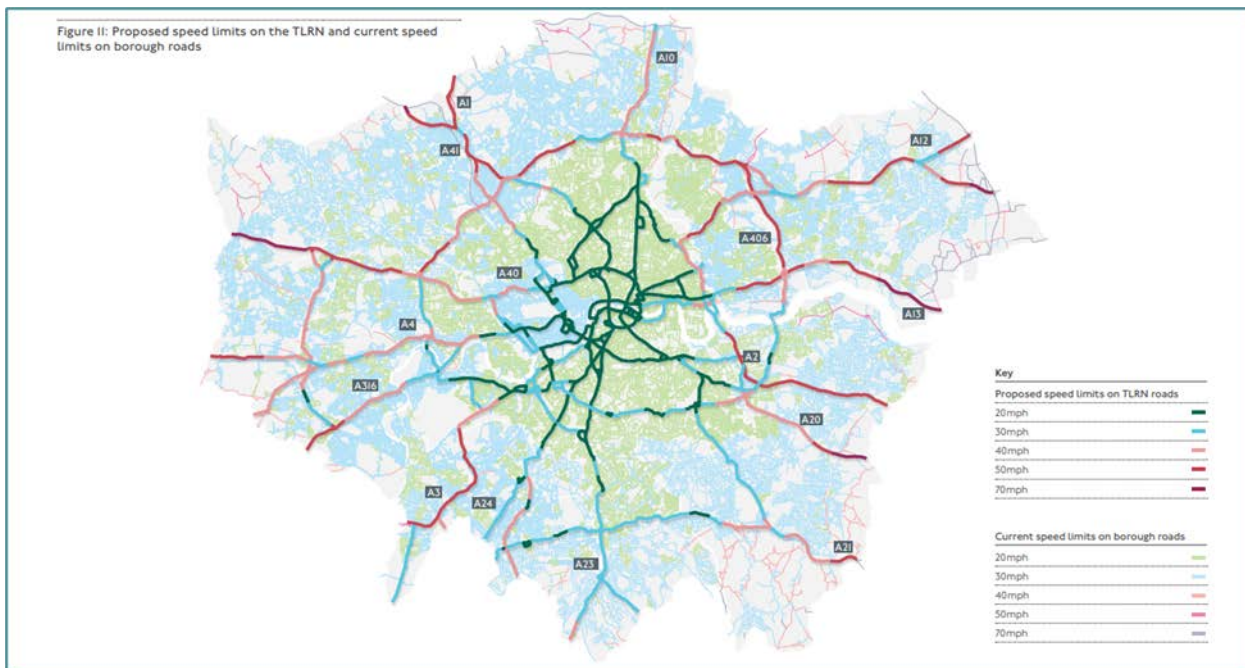 Figure II: Proposed speed limits on the TLRN and current speed
limits on borough roads
A10
A1
A12
A41
A406
A40
A13
A4
A2
A316
A20
A3
A24
A21
A23
Key
Proposed speed limits on TLRN roads
20mph
30mph
40mph
50mph
70mph
Current speed limits on borough roads
20mph
30mph
40mph
50mph
70mph